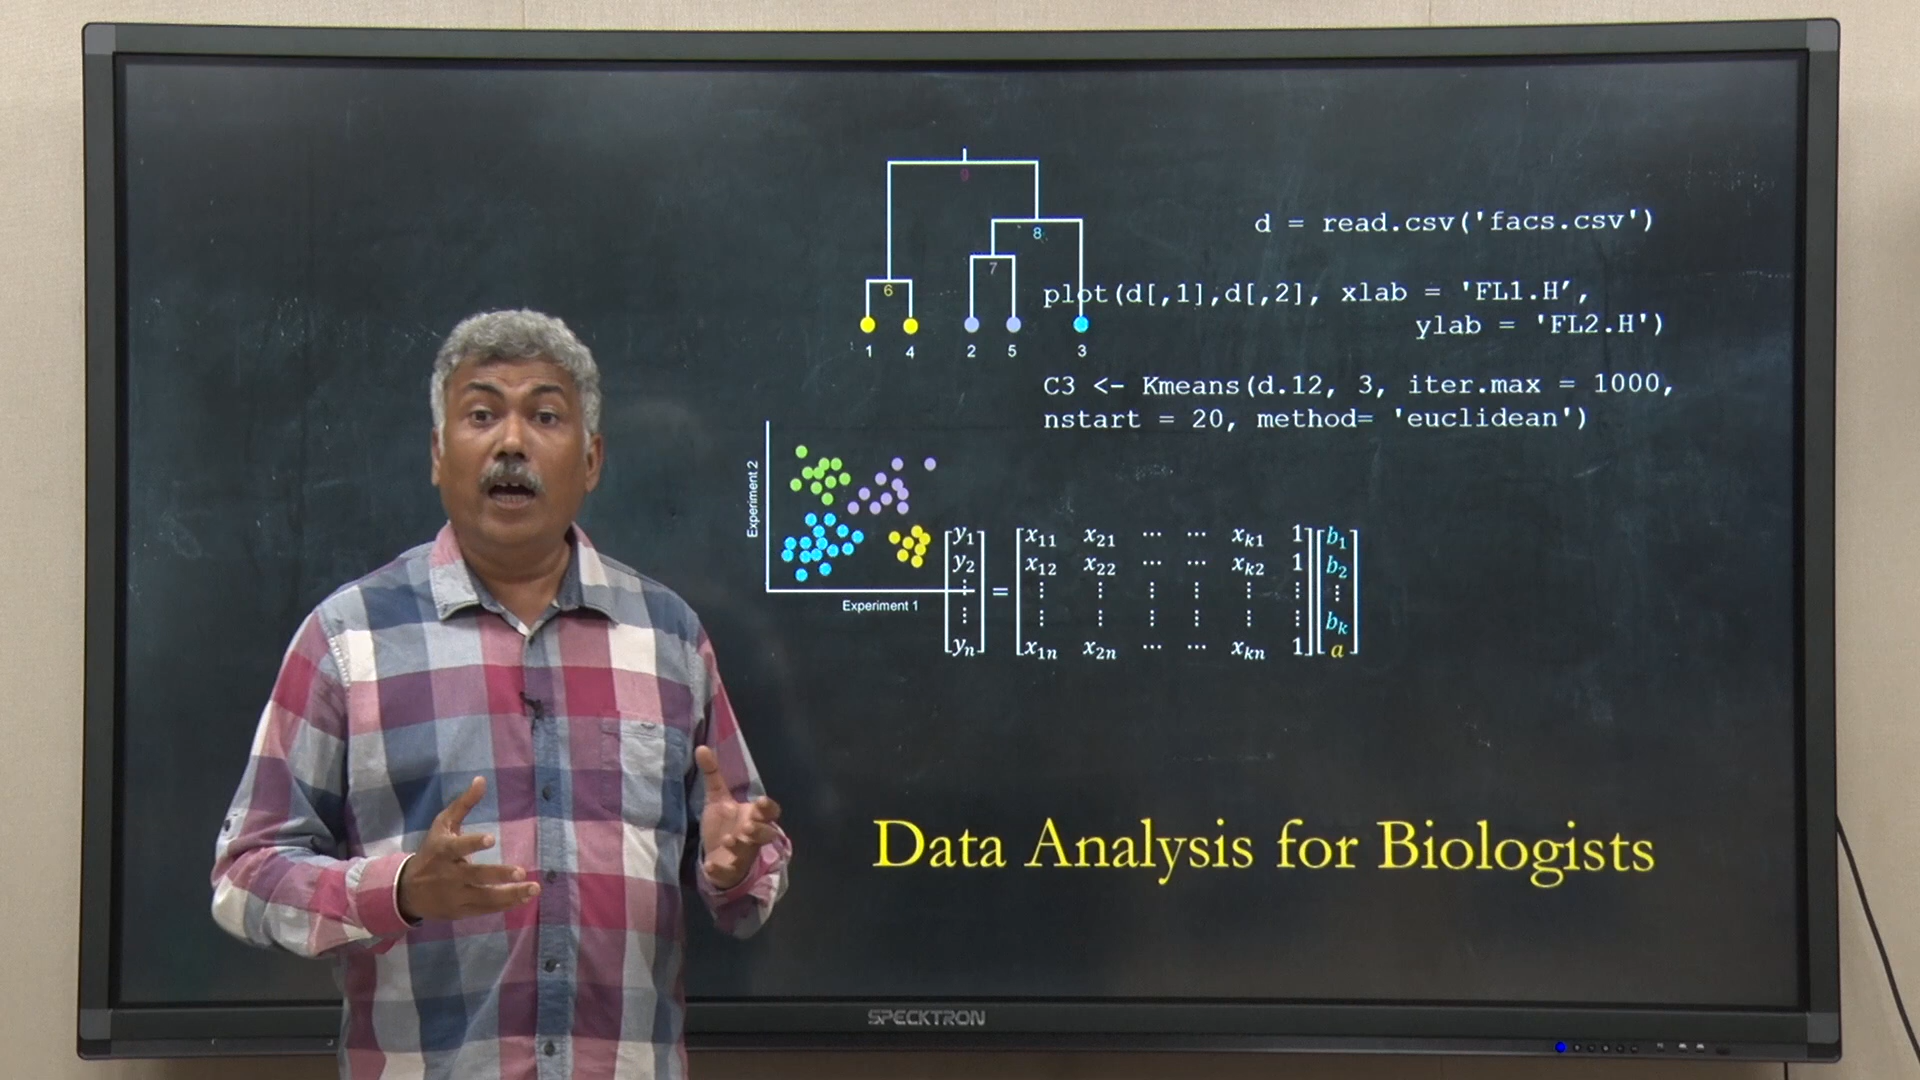 9
8
7
6
1 4 2 5 3
d = read.csv('facs.csv')
plot(d[,1],d[,2], xlab = 'FL1.H’,
ylab = 'FL2.H')
C3 <- Kmeans(d.12, 3, iter.max = 1000,
nstart = 20, method= 'euclidean')
Experiment 2
Experiment 1
y₁ = x₁₁ x₂₁ ⋯ ⋯ xₖ₁ 1 b₁
y₂ x₁₂ x₂₂ ⋯ ⋯ xₖ₂ 1 b₂
⋮ ⋮ ⋮ ⋮ ⋮ ⋮ ⋮ ⋮
⋮ ⋮ ⋮ ⋮ ⋮ ⋮ ⋮ bₖ
yₙ x₁ₙ x₂ₙ ⋯ ⋯ xₖₙ 1 a
Data Analysis for Biologists
SPECKTRON